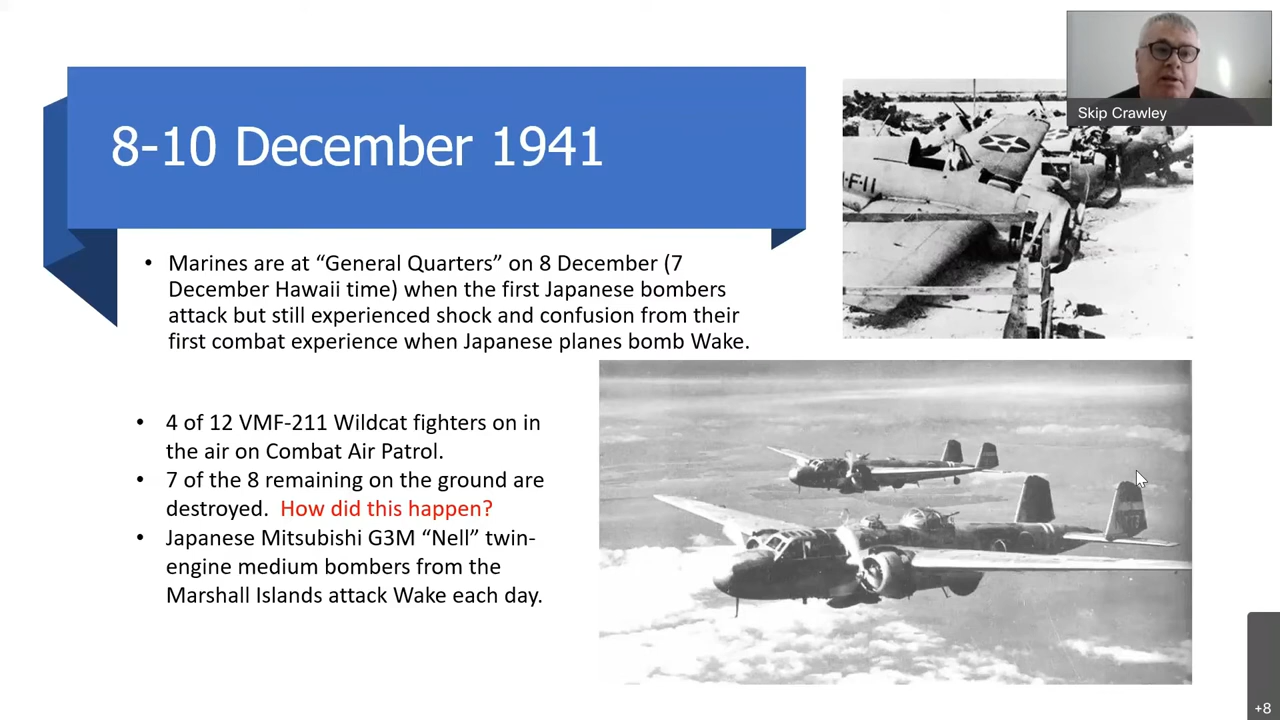 8-10 December 1941
• Marines are at “General Quarters” on 8 December (7
December Hawaii time) when the first Japanese bombers
attack but still experienced shock and confusion from their
first combat experience when Japanese planes bomb Wake.
• 4 of 12 VMF-211 Wildcat fighters on in
the air on Combat Air Patrol.
• 7 of the 8 remaining on the ground are
destroyed. How did this happen?
• Japanese Mitsubishi G3M “Nell” twin-
engine medium bombers from the
Marshall Islands attack Wake each day.
Skip Crawley
F-11
+8